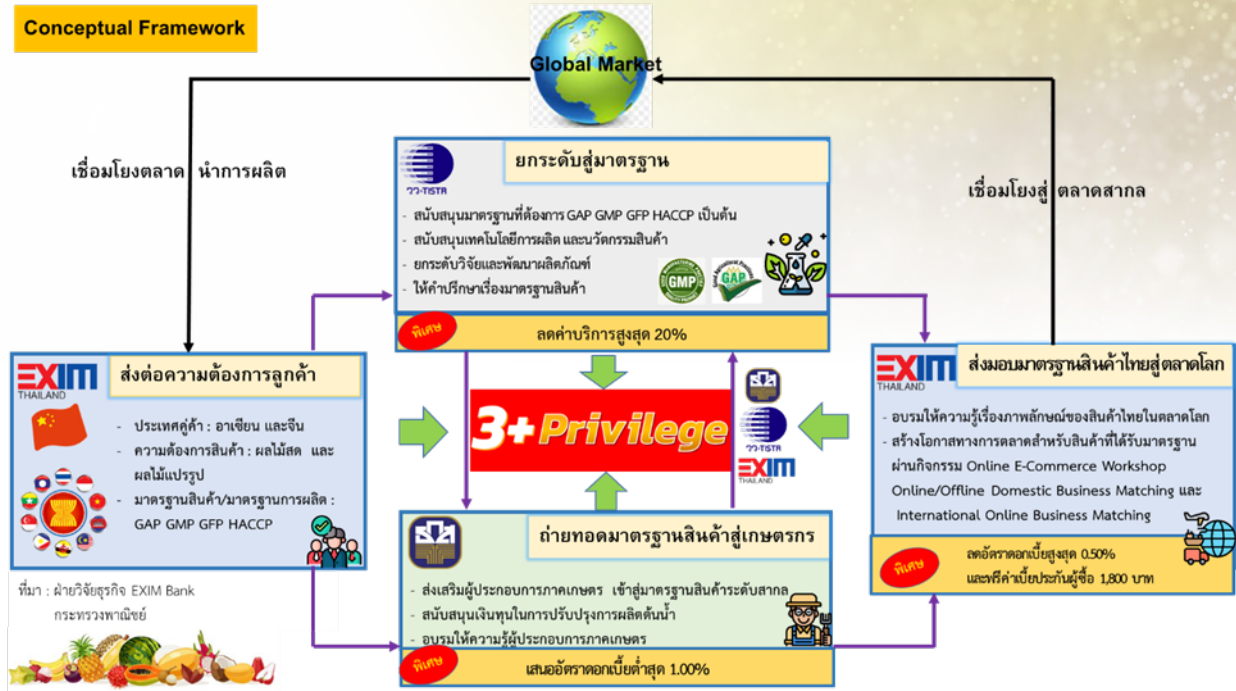 Conceptual Framework
Global Market
เชื่อมโยงตลาด นำการผลิต
เชื่อมโยงสู่ ตลาดสากล
วว-TISTR
ยกระดับสู่มาตรฐาน
- สนับสนุนมาตรฐานที่ต้องการ GAP GMP GFP HACCP เป็นต้น
- สนับสนุนเทคโนโลยีการผลิต และนวัตกรรมสินค้า
- ยกระดับวิจัยและพัฒนาผลิตภัณฑ์
- ให้คำปรึกษาเรื่องมาตรฐานสินค้า
GMP
GAP
พิเศษ
ลดค่าบริการสูงสุด 20%
EXIM
THAILAND
ส่งต่อความต้องการลูกค้า
- ประเทศคู่ค้า : อาเซียน และจีน
- ความต้องการสินค้า : ผลไม้สด และ
ผลไม้แปรรูป
- มาตรฐานสินค้า/มาตรฐานการผลิต :
GAP GMP GFP HACCP
3+ Privilege
วว-TISTR
EXIM
THAILAND
EXIM
THAILAND
ส่งมอบมาตรฐานสินค้าไทยสู่ตลาดโลก
- อบรมให้ความรู้เรื่องภาพลักษณ์ของสินค้าไทยในตลาดโลก
- สร้างโอกาสทางการตลาดสำหรับสินค้าที่ได้รับมาตรฐาน
ผ่านกิจกรรม Online E-Commerce Workshop
Online/Offline Domestic Business Matching และ
International Online Business Matching
พิเศษ
ลดอัตราดอกเบี้ยสูงสุด 0.50%
และฟรีค่าเบี้ยประกันผู้ซื้อ 1,800 บาท
ถ่ายทอดมาตรฐานสินค้าสู่เกษตรกร
- ส่งเสริมผู้ประกอบการภาคเกษตร เข้าสู่มาตรฐานสินค้าระดับสากล
- สนับสนุนเงินทุนในการปรับปรุงการผลิตต้นน้ำ
- อบรมให้ความรู้ผู้ประกอบการภาคเกษตร
พิเศษ
เสนออัตราดอกเบี้ยต่ำสุด 1.00%
ที่มา : ฝ่ายวิจัยธุรกิจ EXIM Bank
กระทรวงพาณิชย์